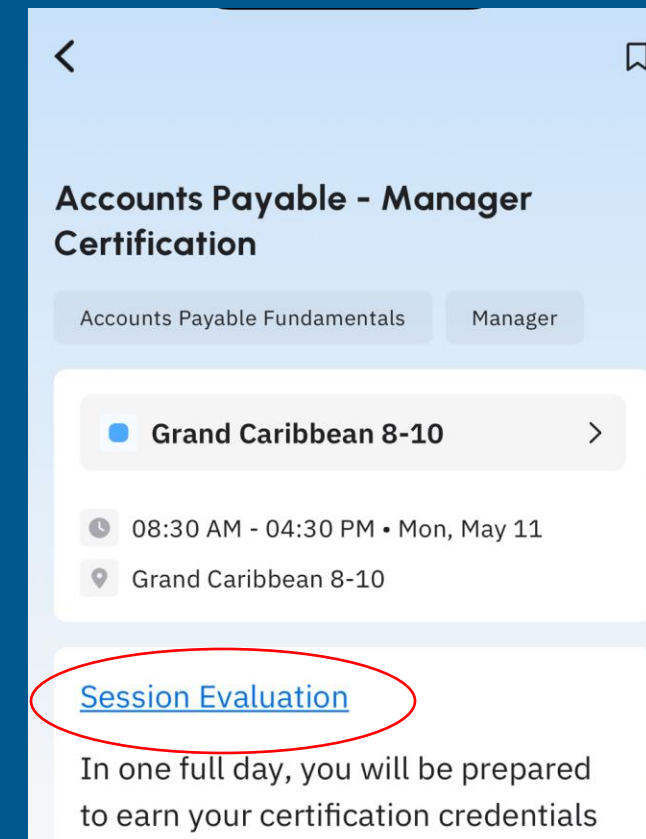 Accounts Payable - Manager
Certification
Accounts Payable Fundamentals
Manager
Grand Caribbean 8-10
08:30 AM - 04:30 PM • Mon, May 11
Grand Caribbean 8-10
Session Evaluation
In one full day, you will be prepared
to earn your certification credentials